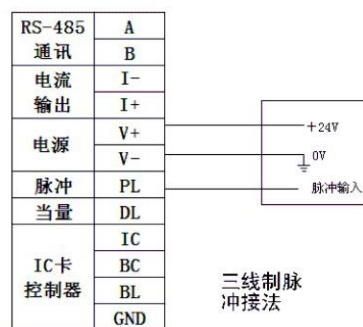 RS-485
通讯
A
B
电流
输出
I-
I+
电源
V+
V-
脉冲
PL
当量
DL
IC卡
控制器
IC
BC
BL
GND
+24V
0V
脉冲输入
三线制脉
冲接法